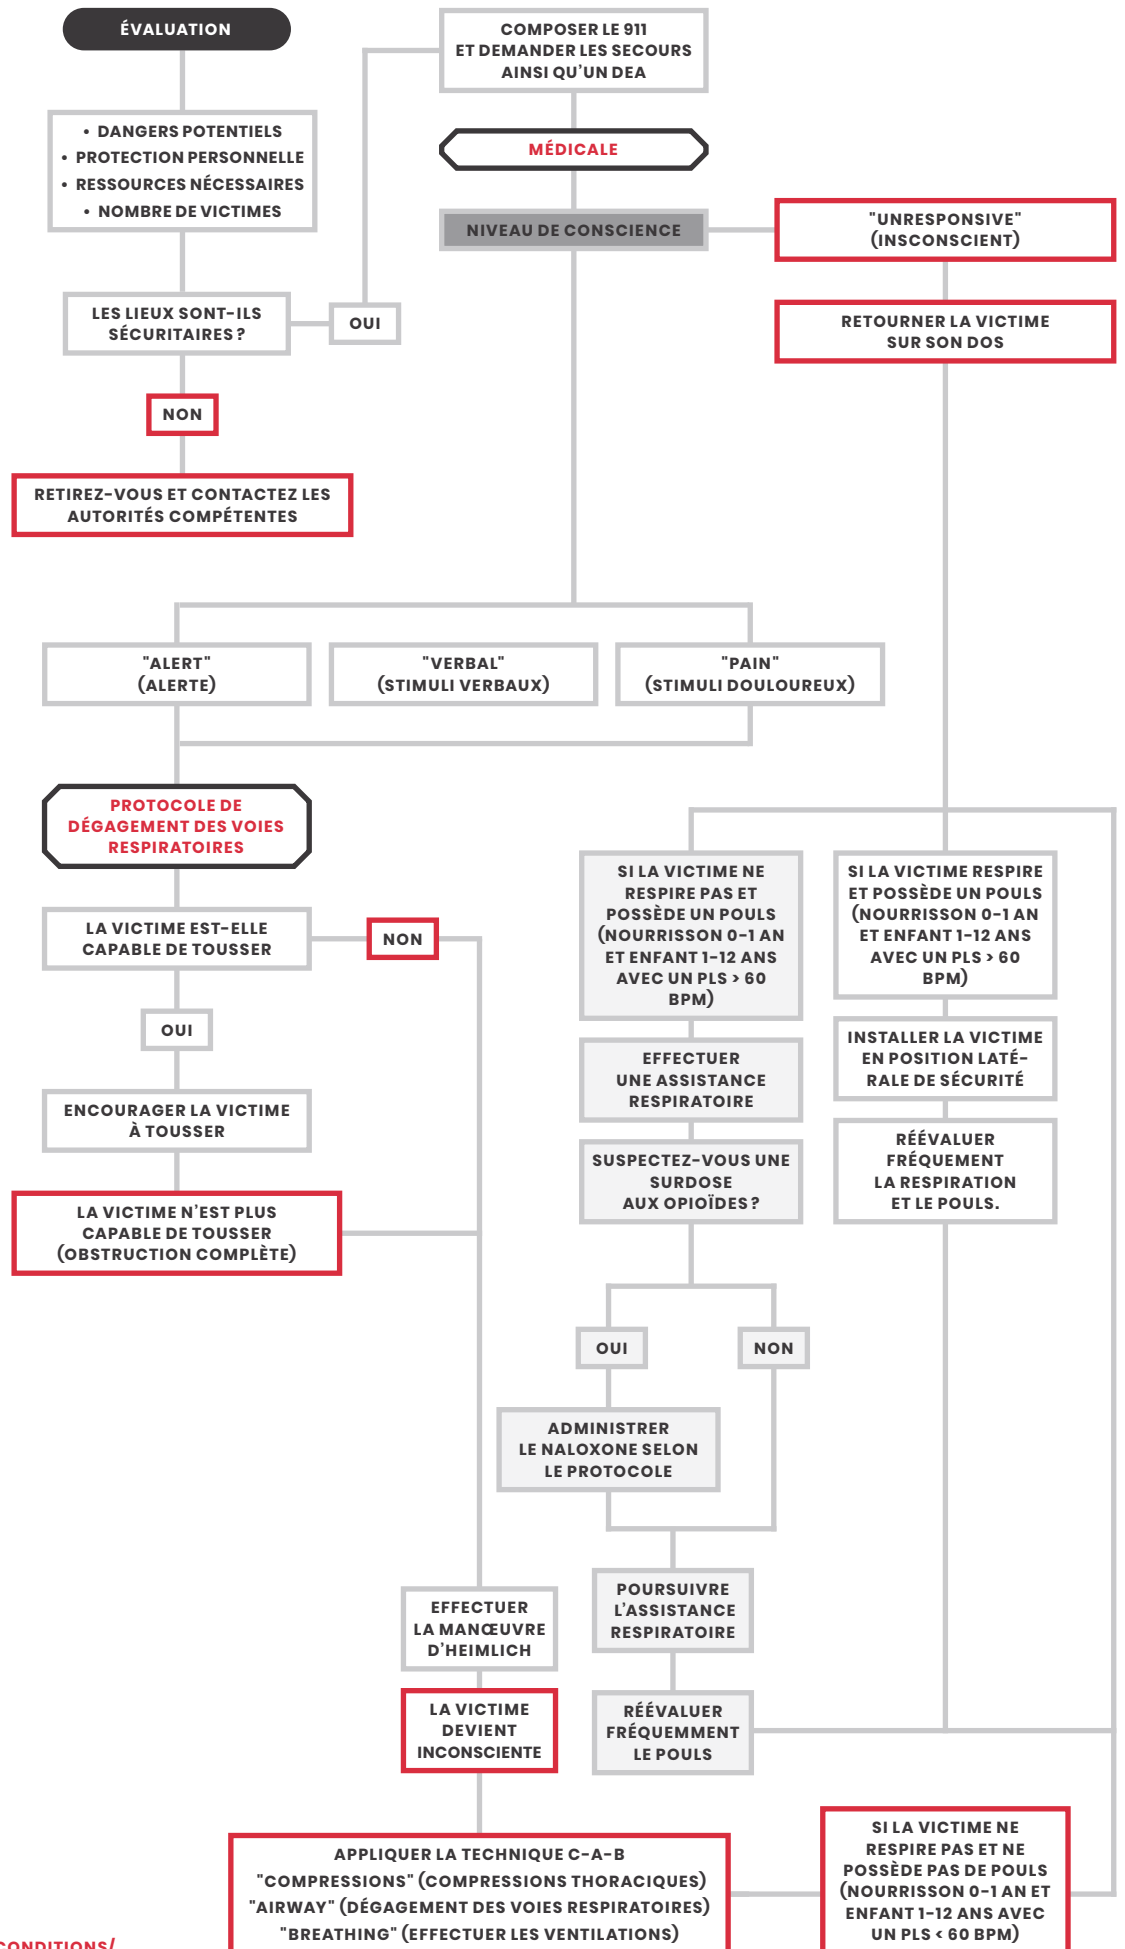 ÉVALUATION
• DANGERS POTENTIELS
• PROTECTION PERSONNELLE
• RESSOURCES NÉCESSAIRES
• NOMBRE DE VICTIMES
LES LIEUX SONT-ILS
SÉCURITAIRES ?
OUI
NON
RETIREZ-VOUS ET CONTACTEZ LES
AUTORITÉS COMPÉTENTES
COMPOSER LE 911
ET DEMANDER LES SECOURS
AINSI QU'UN DEA
MÉDICALE
NIVEAU DE CONSCIENCE
"UNRESPONSIVE"
(INSCONSCIENT)
RETOURNER LA VICTIME
SUR SON DOS
"ALERT"
(ALERTE)
"VERBAL"
(STIMULI VERBAUX)
"PAIN"
(STIMULI DOULOUREUX)
PROTOCOLE DE
DÉGAGEMENT DES VOIES
RESPIRATOIRES
LA VICTIME EST-ELLE
CAPABLE DE TOUSSER
NON
OUI
ENCOURAGER LA VICTIME
À TOUSSER
LA VICTIME N'EST PLUS
CAPABLE DE TOUSSER
(OBSTRUCTION COMPLÈTE)
SI LA VICTIME NE
RESPIRE PAS ET
POSSÈDE UN POULS
(NOURRISSON 0-1 AN
ET ENFANT 1-12 ANS
AVEC UN PLS > 60
BPM)
EFFECTUER
UNE ASSISTANCE
RESPIRATOIRE
SUSPECTEZ-VOUS UNE
SURDOSE
AUX OPIOÏDES ?
OUI
NON
ADMINISTRER
LE NALOXONE SELON
LE PROTOCOLE
POURSUIVRE
L'ASSISTANCE
RESPIRATOIRE
RÉÉVALUER
FRÉQUEMMENT
LE POULS
SI LA VICTIME RESPIRE
ET POSSÈDE UN POULS
(NOURRISSON 0-1 AN
ET ENFANT 1-12 ANS
AVEC UN PLS > 60
BPM)
INSTALLER LA VICTIME
EN POSITION LATÉ-
RALE DE SÉCURITÉ
RÉÉVALUER
FRÉQUEMENT
LA RESPIRATION
ET LE POULS.
EFFECTUER
LA MANŒUVRE
D'HEIMLICH
LA VICTIME
DEVIENT
INCONSCIENTE
APPLIQUER LA TECHNIQUE C-A-B
"COMPRESSIONS" (COMPRESSIONS THORACIQUES)
"AIRWAY" (DÉGAGEMENT DES VOIES RESPIRATOIRES)
"BREATHING" (EFFECTUER LES VENTILATIONS)
SI LA VICTIME NE
RESPIRE PAS ET NE
POSSÈDE PAS DE POULS
(NOURRISSON 0-1 AN ET
ENFANT 1-12 ANS AVEC
UN PLS < 60 BPM)
CONDITIONS/